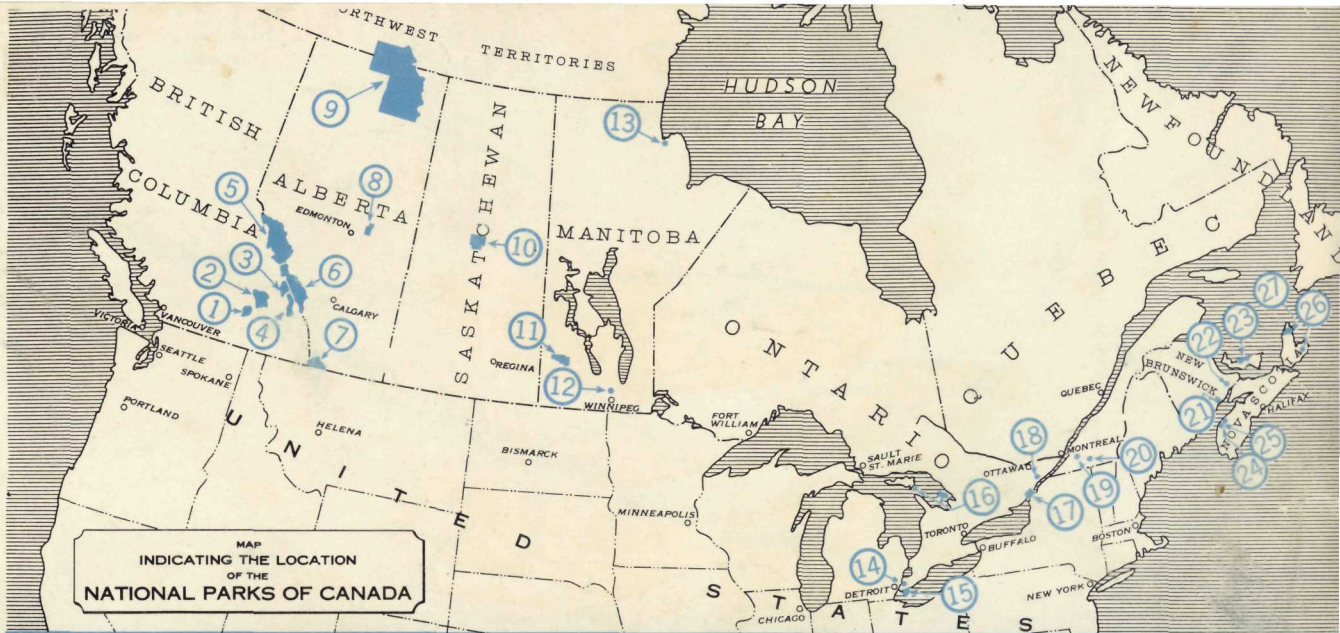 NORTHWEST TERRITORIES
HUDSON
BAY
NEWFOUNDLAND
BRITISH
COLUMBIA
ALBERTA
SASKATCHEWAN
MANITOBA
ONTARIO
QUEBEC
NEW
BRUNSWICK
NOVA SCOTIA
UNITED STATES
EDMONTON
CALGARY
VICTORIA
VANCOUVER
SEATTLE
SPOKANE
PORTLAND
HELENA
REGINA
WINNIPEG
BISMARCK
MINNEAPOLIS
FORT
WILLIAM
SAULT
ST. MARIE
OTTAWA
MONTREAL
QUEBEC
HALIFAX
TORONTO
BUFFALO
BOSTON
NEW YORK
DETROIT
CHICAGO
1
2
3
4
5
6
7
8
9
10
11
12
13
14
15
16
17
18
19
20
21
22
23
24
25
26
27
MAP
INDICATING THE LOCATION
OF THE
NATIONAL PARKS OF CANADA